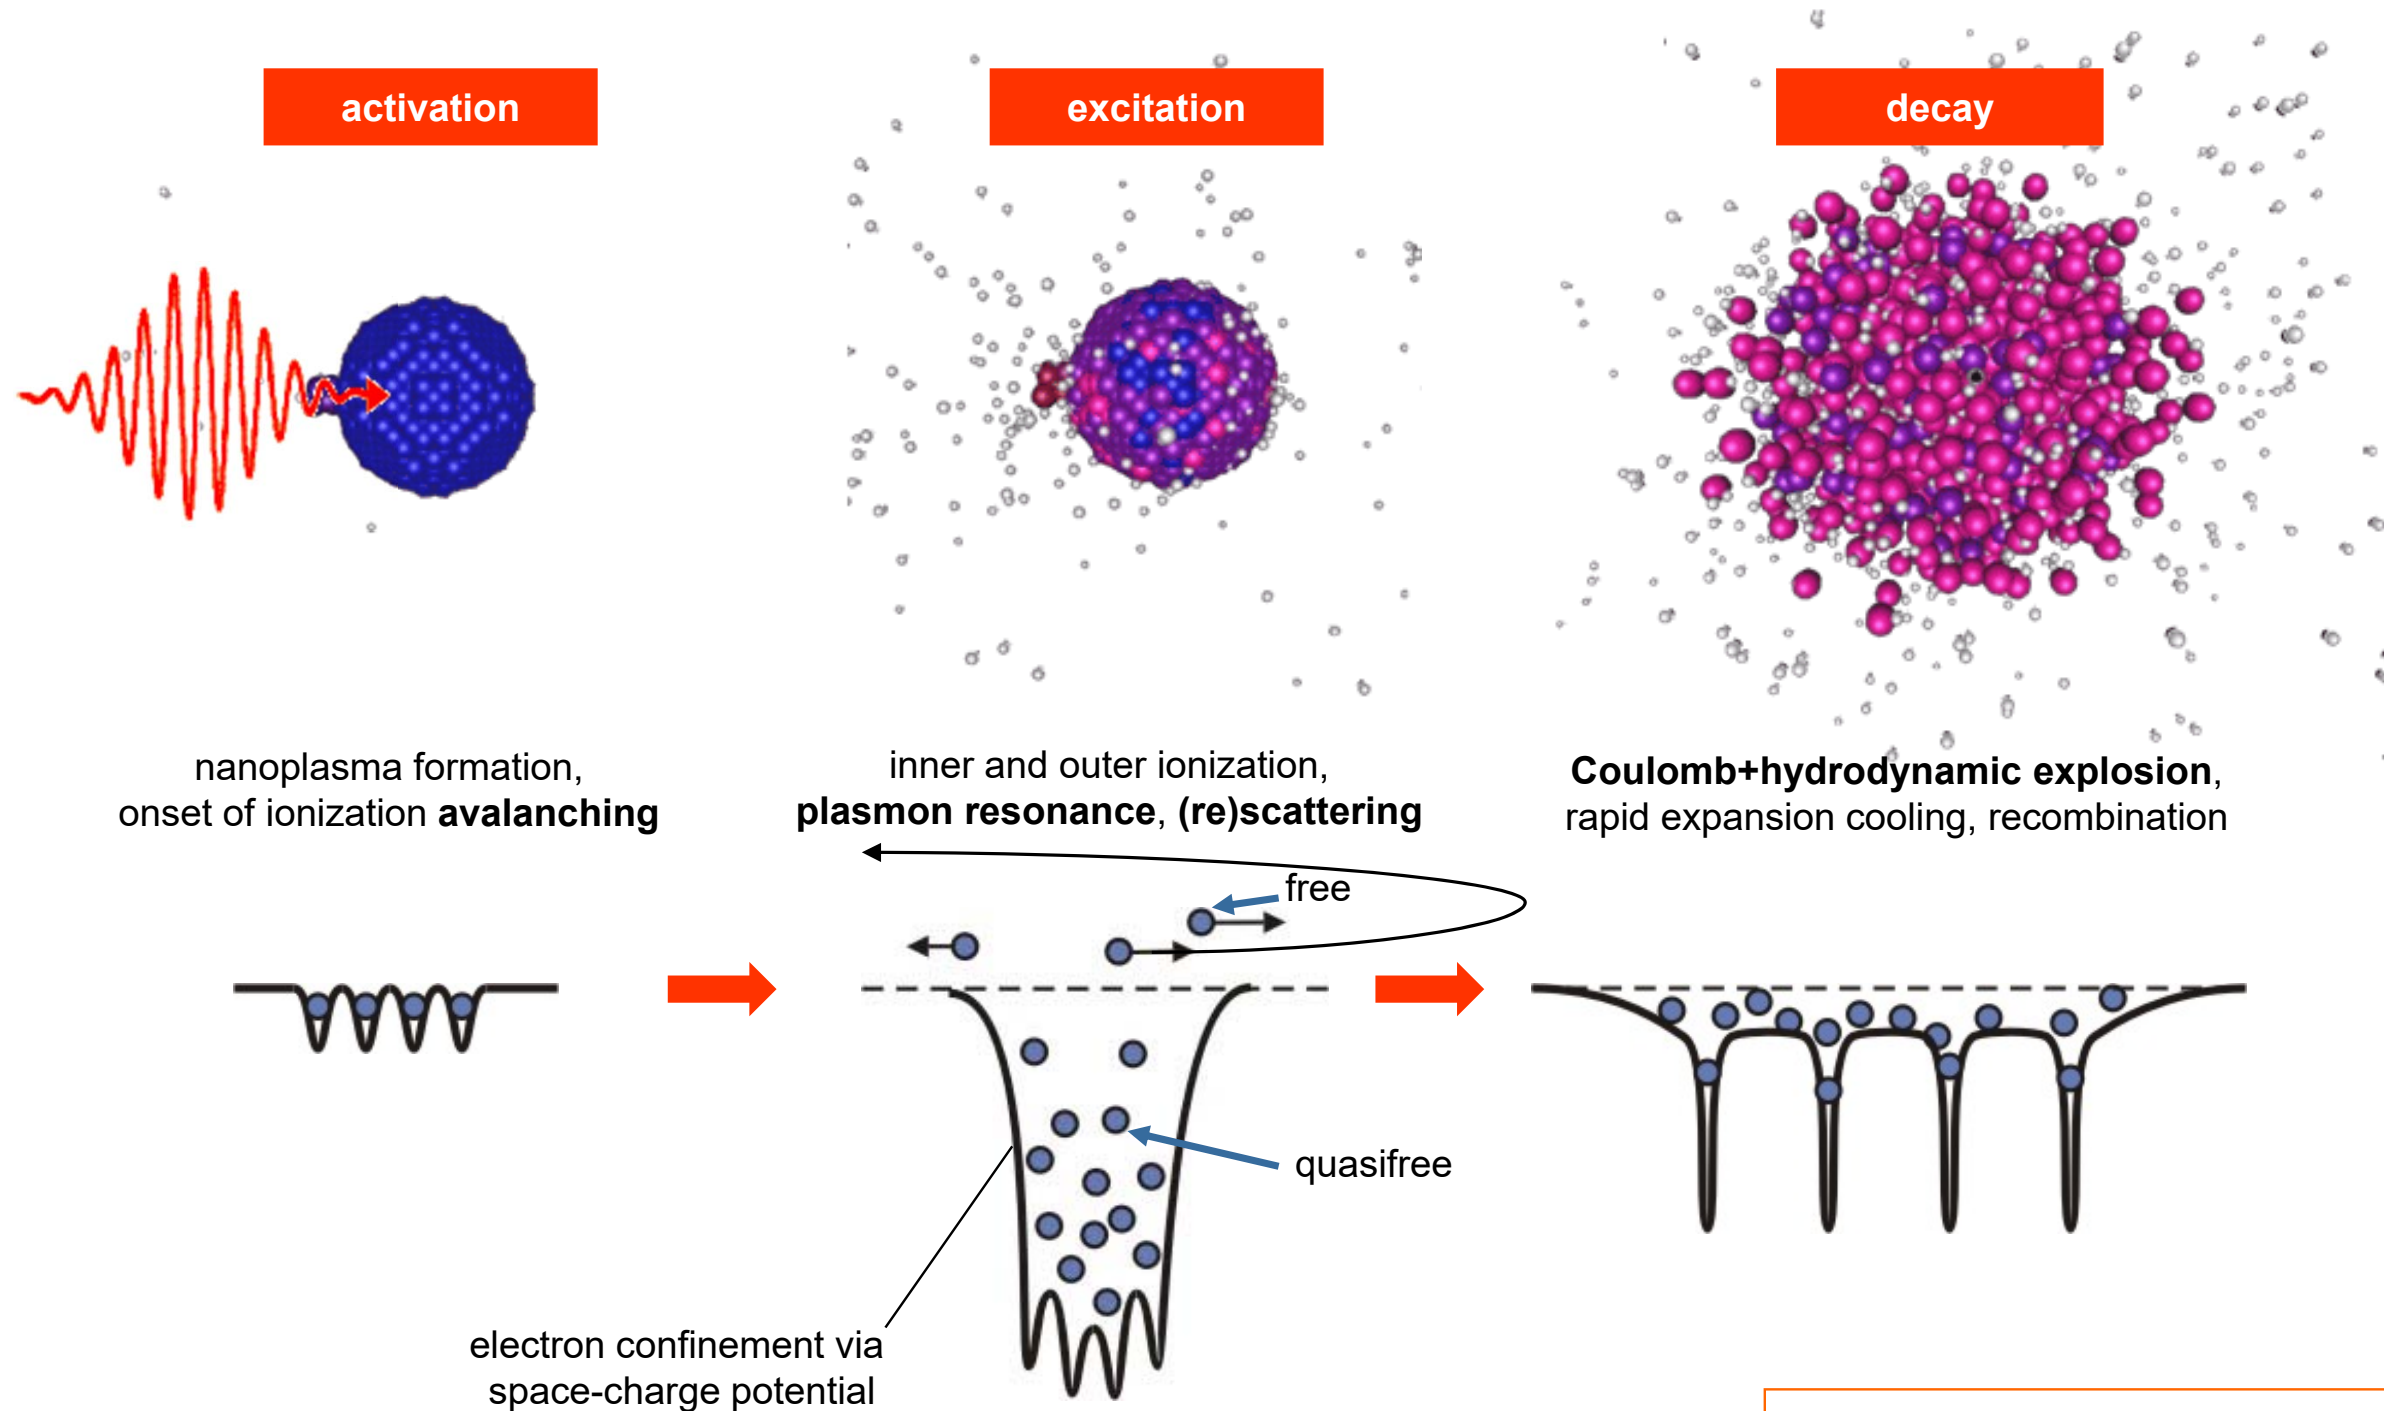 activation
excitation
decay
nanoplasma formation,
onset of ionization avalanching
inner and outer ionization,
plasmon resonance, (re)scattering
Coulomb+hydrodynamic explosion,
rapid expansion cooling, recombination
free
quasifree
electron confinement via
space-charge potential